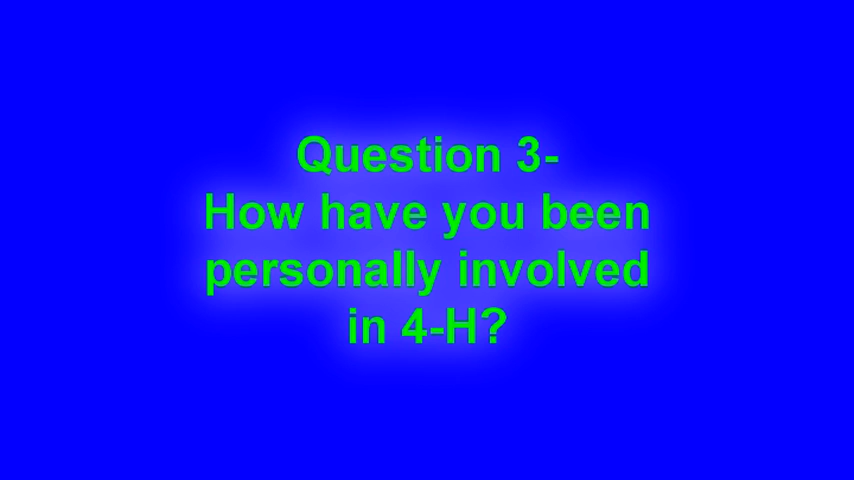 Question 3-
How have you been
personally involved
in 4-H?